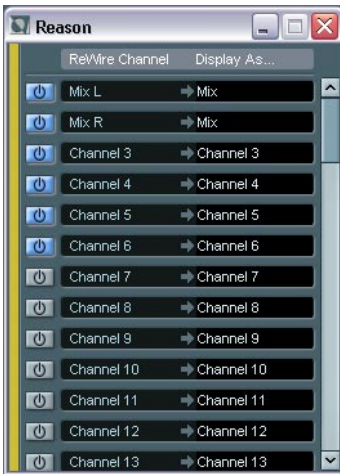 Reason
ReWire Channel Display As...
Mix L Mix
Mix R Mix
Channel 3 Channel 3
Channel 4 Channel 4
Channel 5 Channel 5
Channel 6 Channel 6
Channel 7 Channel 7
Channel 8 Channel 8
Channel 9 Channel 9
Channel 10 Channel 10
Channel 11 Channel 11
Channel 12 Channel 12
Channel 13 Channel 13